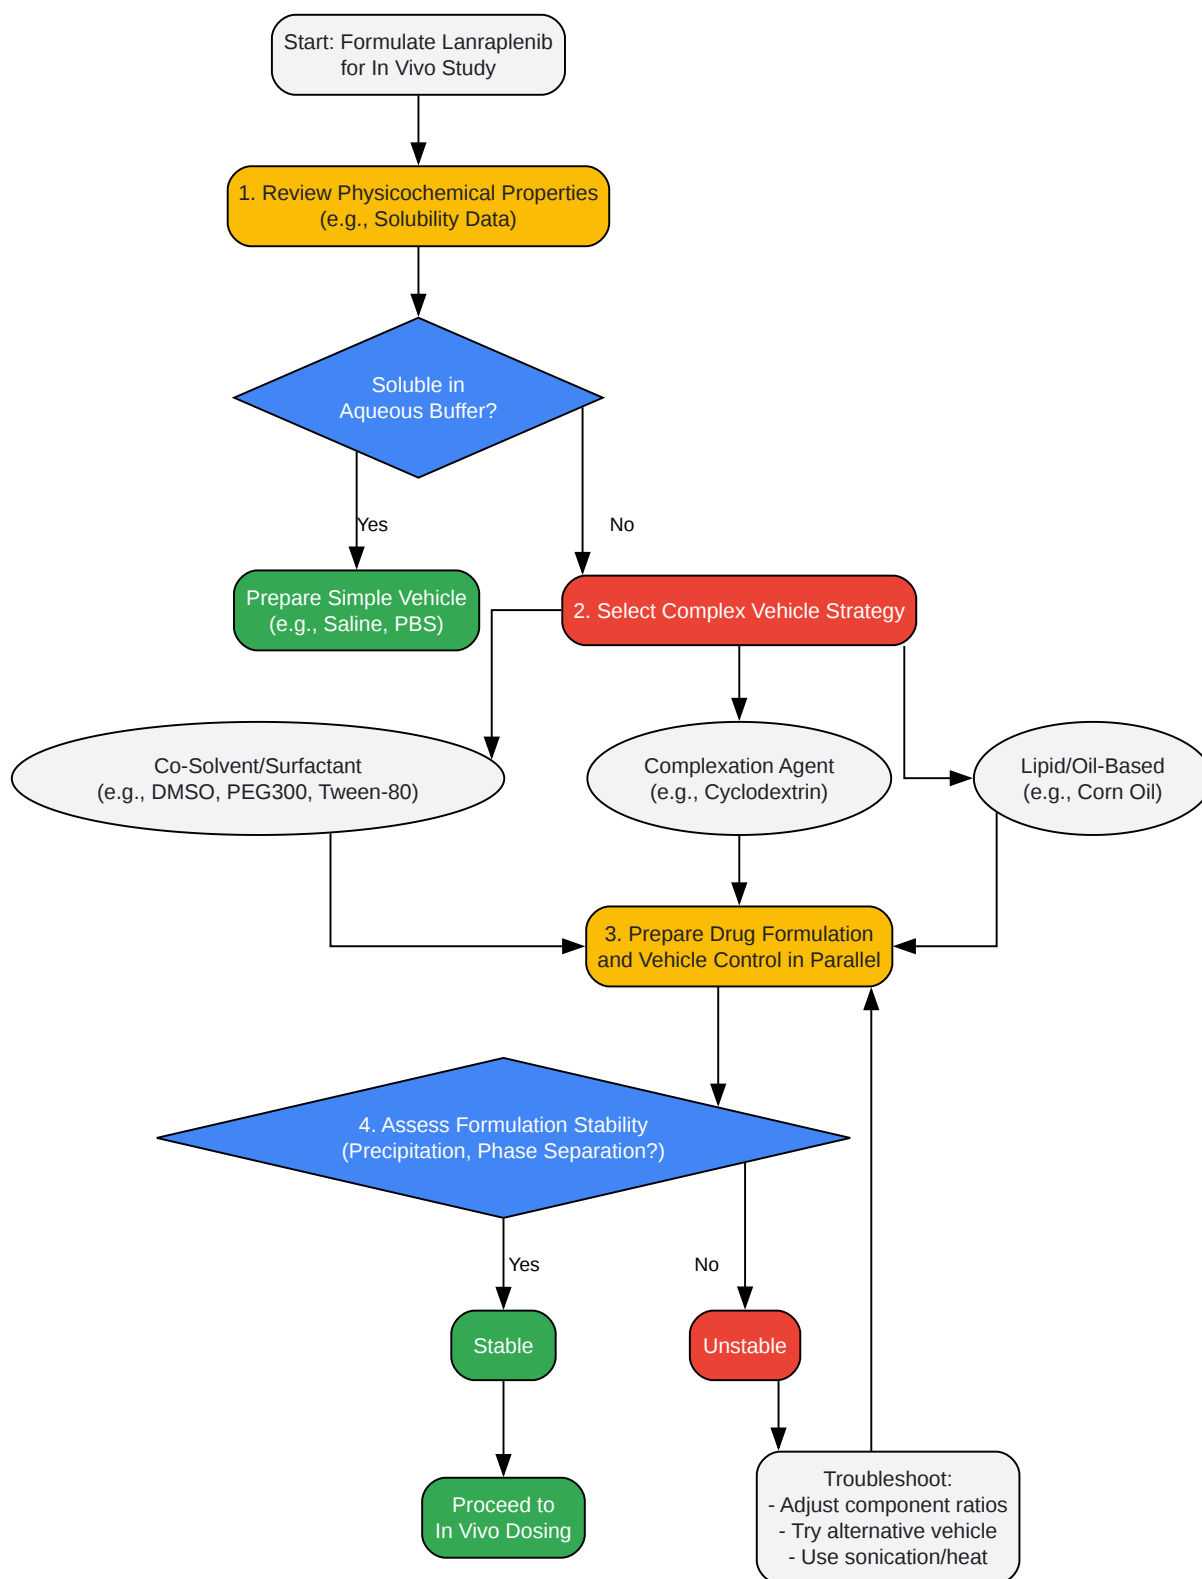 Start: Formulate Lanraplenib
for In Vivo Study
1. Review Physicochemical Properties
(e.g., Solubility Data)
Soluble in
Aqueous Buffer?
Yes
No
Prepare Simple Vehicle
(e.g., Saline, PBS)
2. Select Complex Vehicle Strategy
Co-Solvent/Surfactant
(e.g., DMSO, PEG300, Tween-80)
Complexation Agent
(e.g., Cyclodextrin)
Lipid/Oil-Based
(e.g., Corn Oil)
3. Prepare Drug Formulation
and Vehicle Control in Parallel
4. Assess Formulation Stability
(Precipitation, Phase Separation?)
Yes
No
Stable
Unstable
Proceed to
In Vivo Dosing
Troubleshoot:
- Adjust component ratios
- Try alternative vehicle
- Use sonication/heat